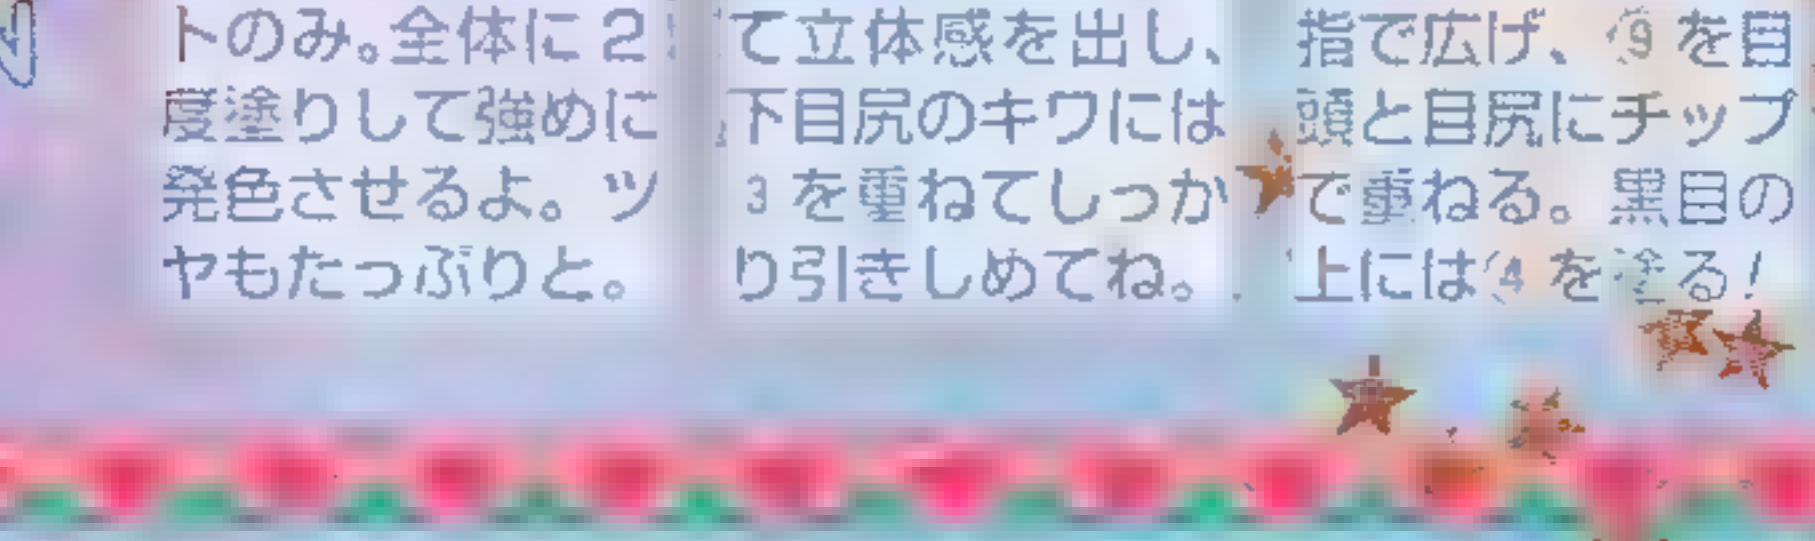 トのみ。全体に2
度塗りして強めに
発色させるよ。ツ
ヤもたっぷりと。
て立体感を出し、
下目尻のキワには
3を重ねてしっか
り引きしめてね。
指で広げ、9を目
頭と目尻にチップ
で重ねる。黒目の
上には4を塗る!